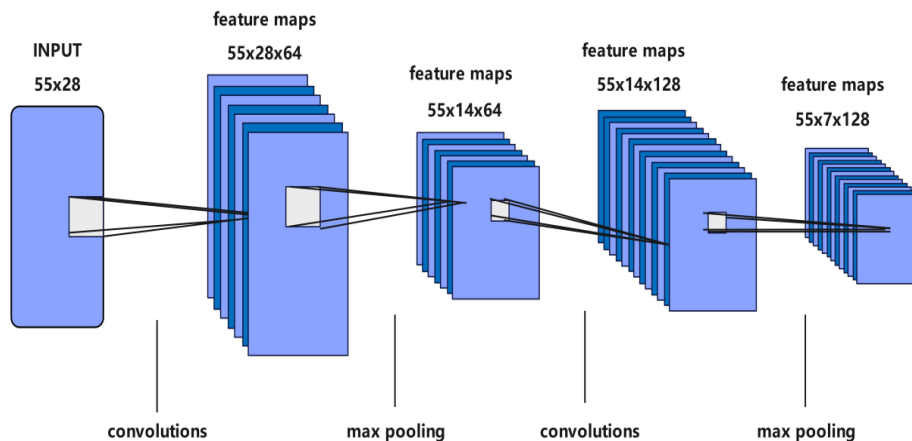 INPUT
55x28
feature maps
55x28x64
feature maps
55x14x64
feature maps
55x14x128
feature maps
55x7x128
convolutions
max pooling
convolutions
max pooling